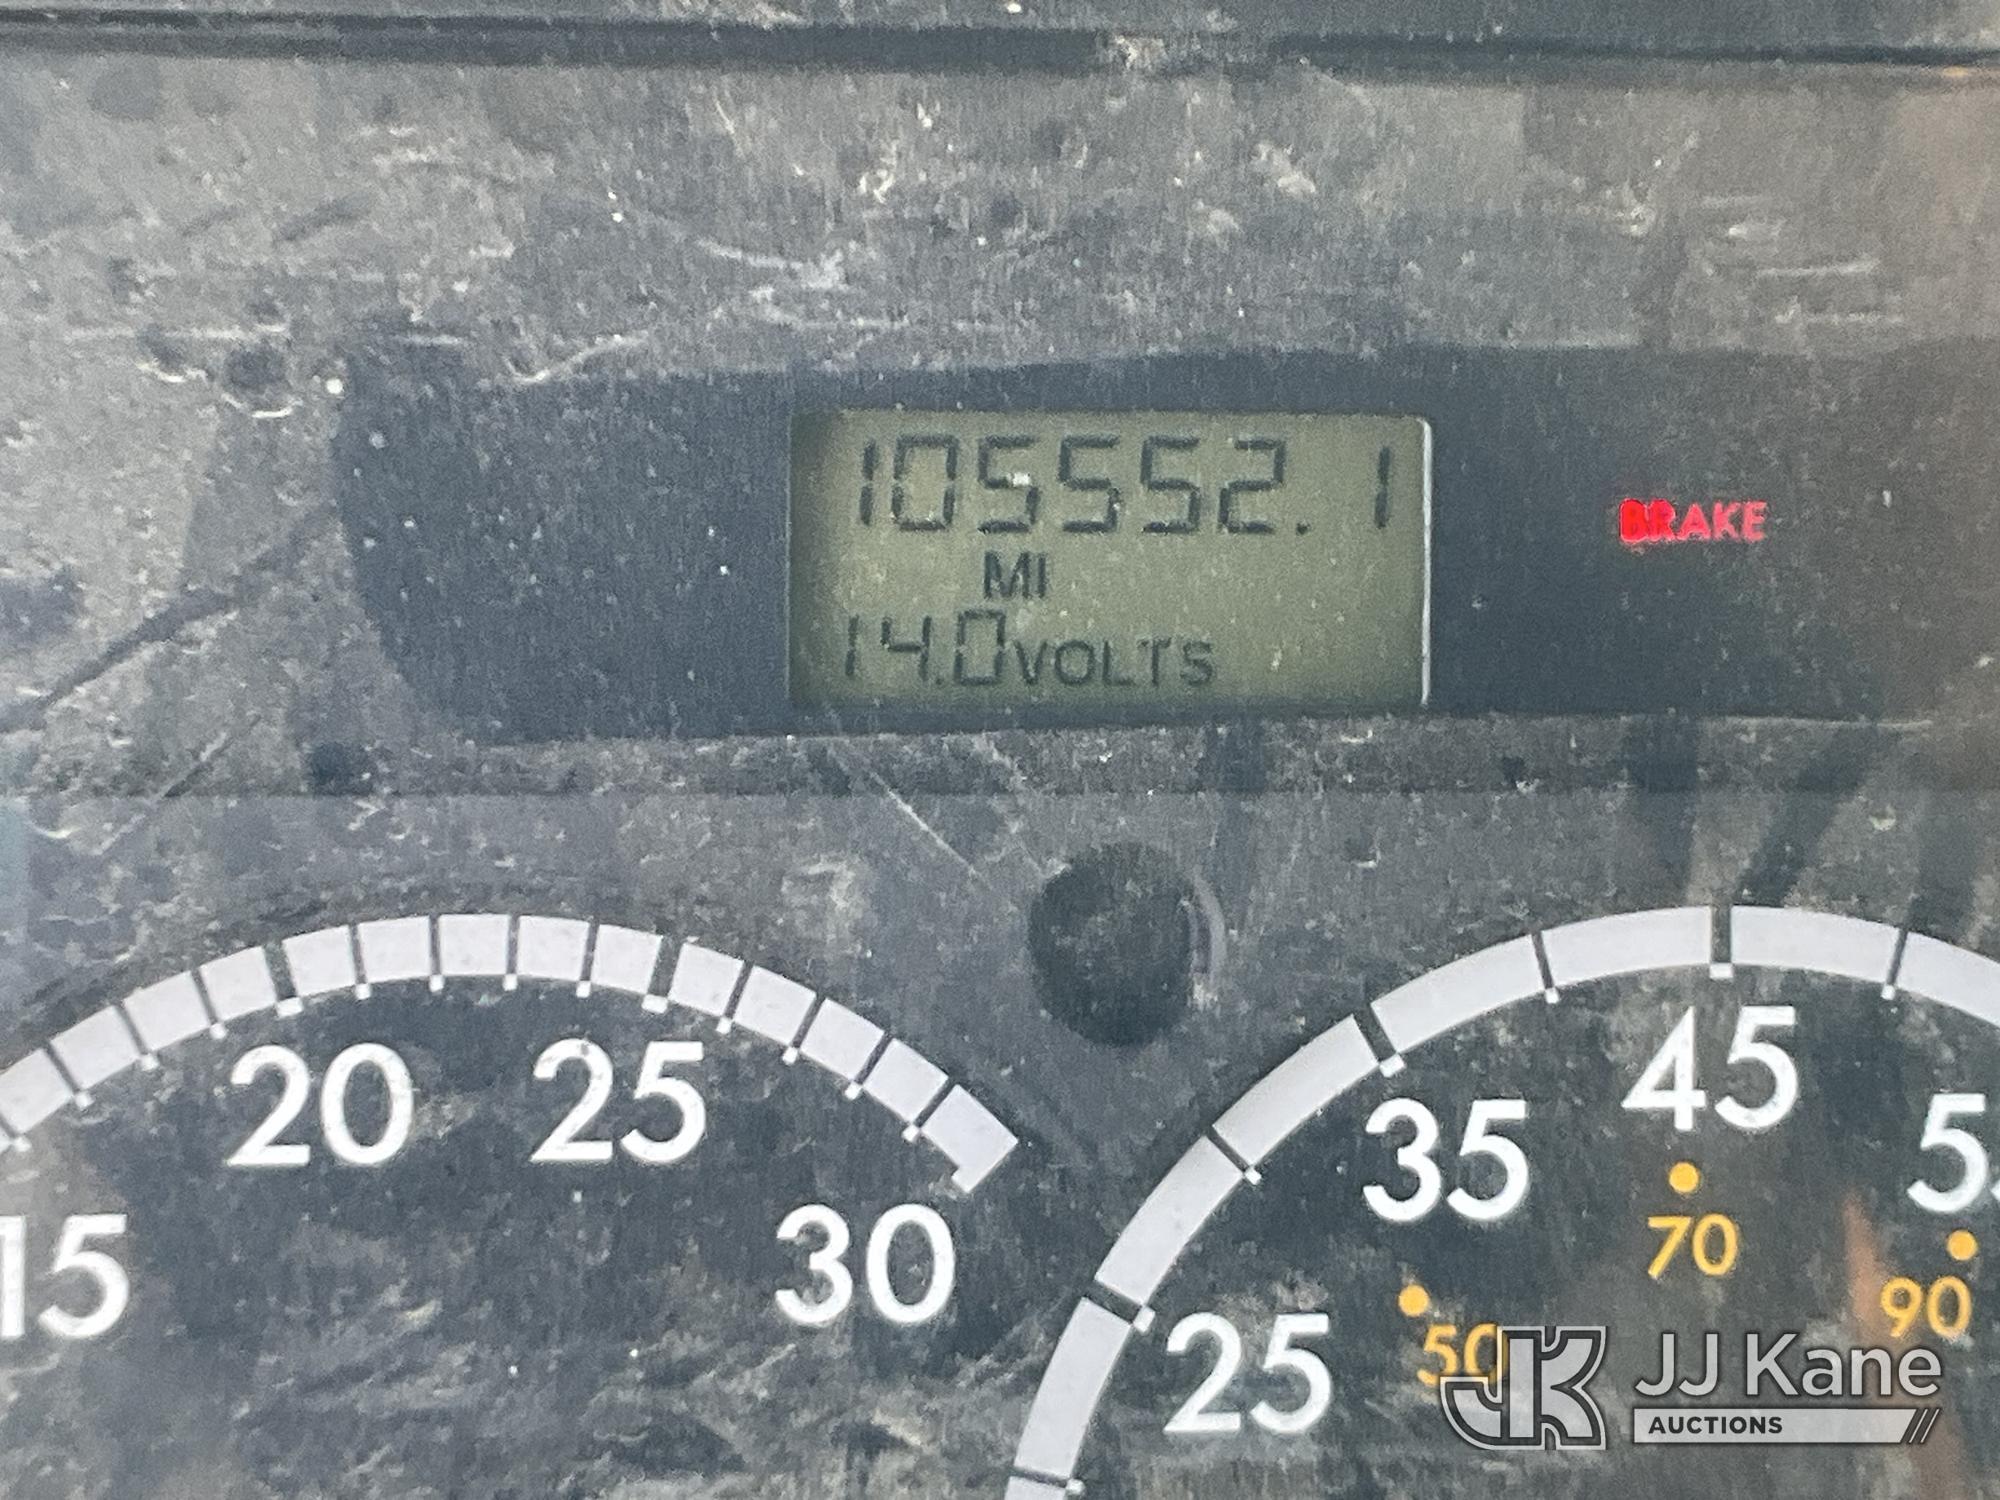 105552.1
MI
14.0 VOLTS
BRAKE
15 20 25 30
25 35 45
50 70 90
JK JJ Kane
AUCTIONS